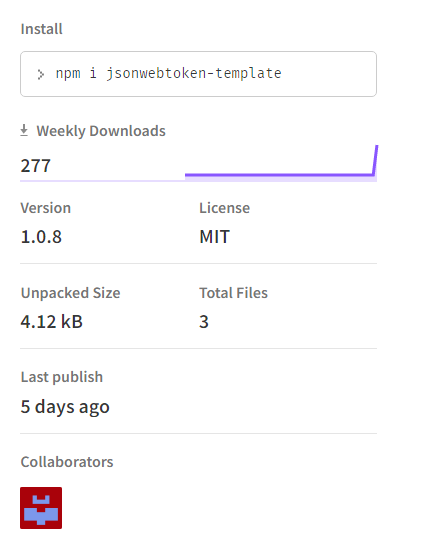 Install
> npm i jsonwebtoken-template
Weekly Downloads
277
Version
License
1.0.8
MIT
Unpacked Size
Total Files
4.12 kB
3
Last publish
5 days ago
Collaborators